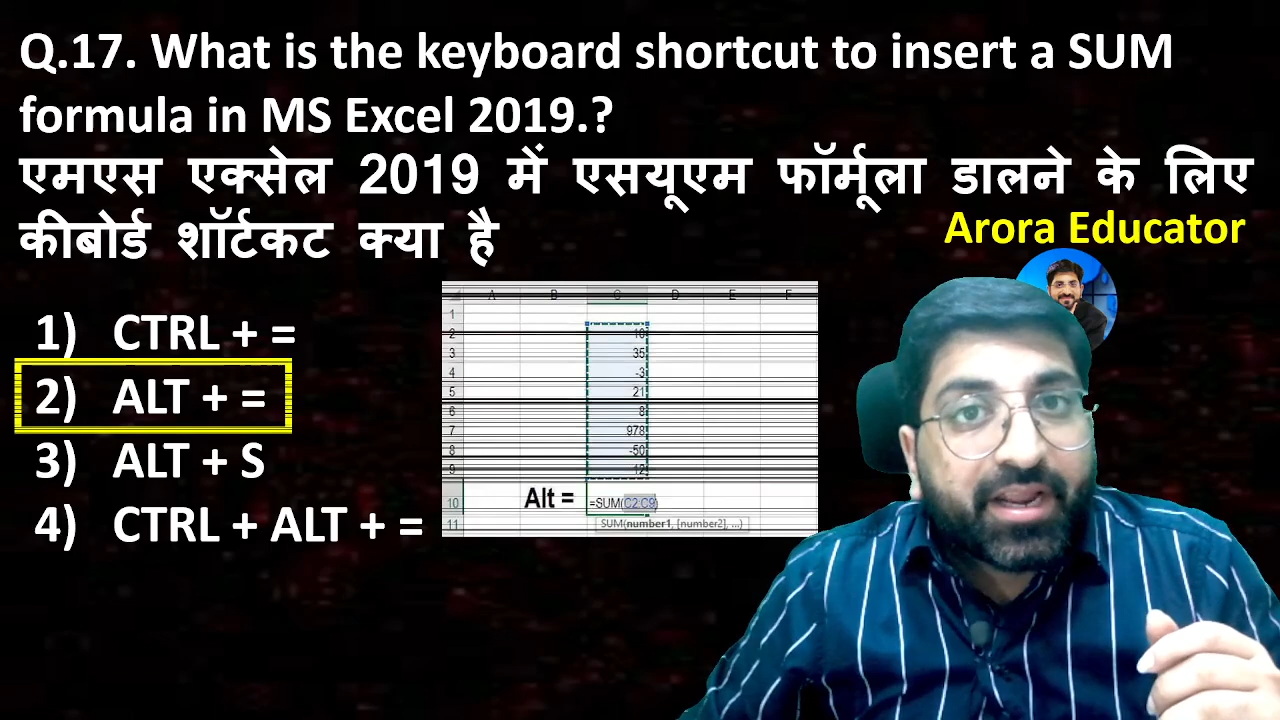 Q.17. What is the keyboard shortcut to insert a SUM
formula in MS Excel 2019.?
एमएस एक्सेल 2019 में एसयूएम फॉर्मूला डालने के लिए
कीबोर्ड शॉर्टकट क्या है
Arora Educator
1) CTRL + =
2) ALT + =
3) ALT + S
4) CTRL + ALT + =
A B C D E F
1
2 10
3 35
4 -3
5 21
6 8
7 978
8 -50
9 12
10 Alt = =SUM(C2:C9)
11 SUM(number1, [number2], ...)